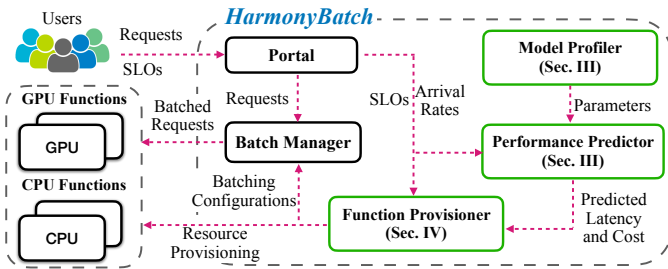 HarmonyBatch
Users
Requests
SLOs
Portal
Model Profiler
(Sec. III)
GPU Functions
GPU
Batched
Requests
Requests
SLOs
Arrival
Rates
Parameters
Batch Manager
Performance Predictor
(Sec. III)
CPU Functions
CPU
Batching
Configurations
Resource
Provisioning
Function Provisioner
(Sec. IV)
Predicted
Latency
and Cost